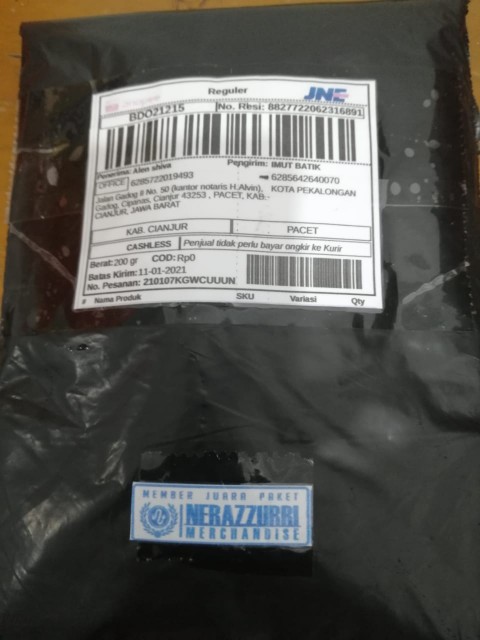 Reguler
JNE
BDO21215
No. Resi: 8827722062316891
Penerima: Alen shiva
Pengirim: IMUT BATIK
OFFICE 6285722019493
6285642640070
Jalan Gadog II No. 50 (kantor notaris H.Alvin),
KOTA PEKALONGAN
Gadog, Cipanas, Cianjur 43253 , PACET, KAB.
CIANJUR, JAWA BARAT
KAB. CIANJUR
PACET
CASHLESS
Penjual tidak perlu bayar ongkir ke Kurir
Berat: 200 gr
COD: Rp0
Batas Kirim: 11-01-2021
No. Pesanan: 210107KGWCUUUN
# Nama Produk SKU Variasi Qty
MEMBER JUARA PAKET
NERAZZURRI
MERCHANDISE